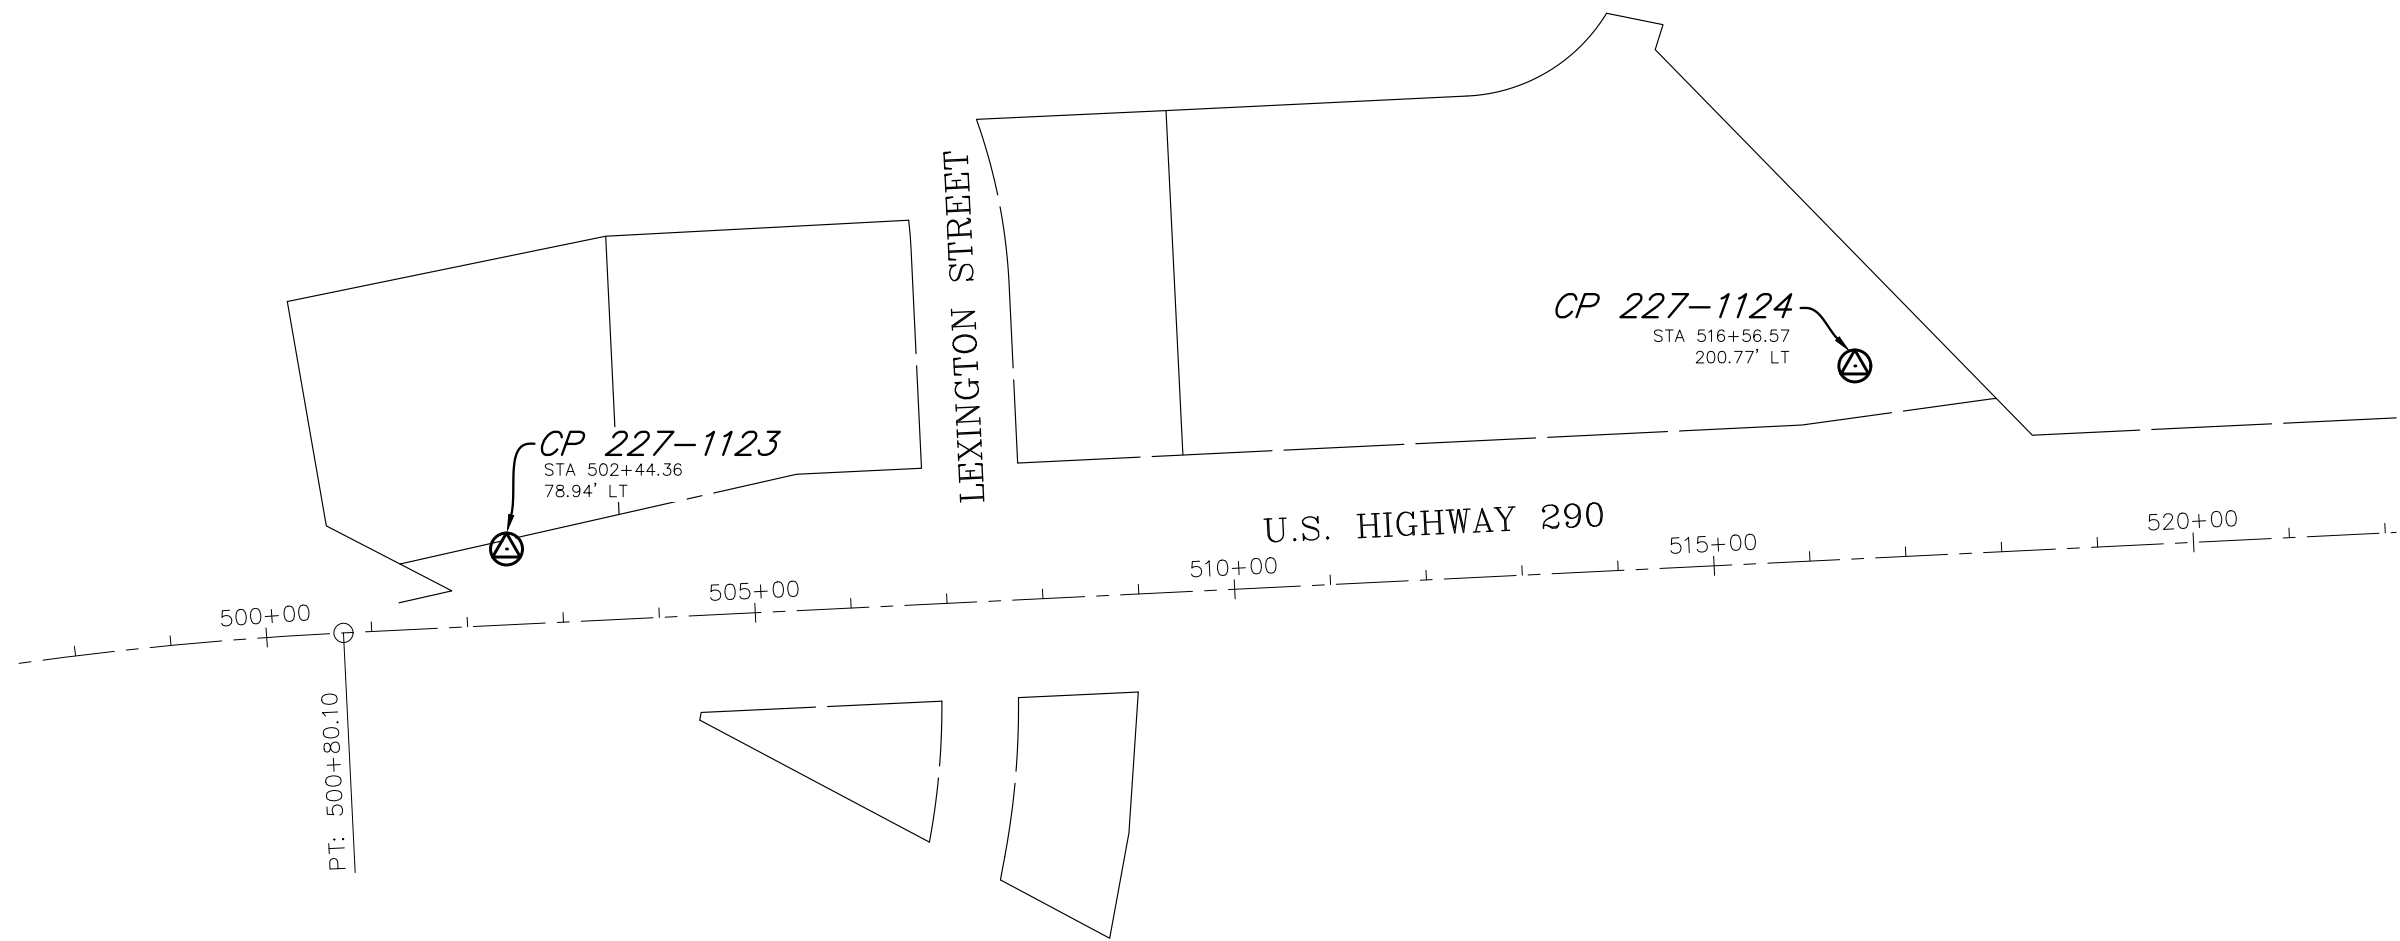 LEXINGTON STREET
CP 227-1124
STA 516+56.57
200.77' LT
CP 227-1123
STA 502+44.36
78.94' LT
U.S. HIGHWAY 290
500+00
505+00
510+00
515+00
520+00
PT: 500+80.10